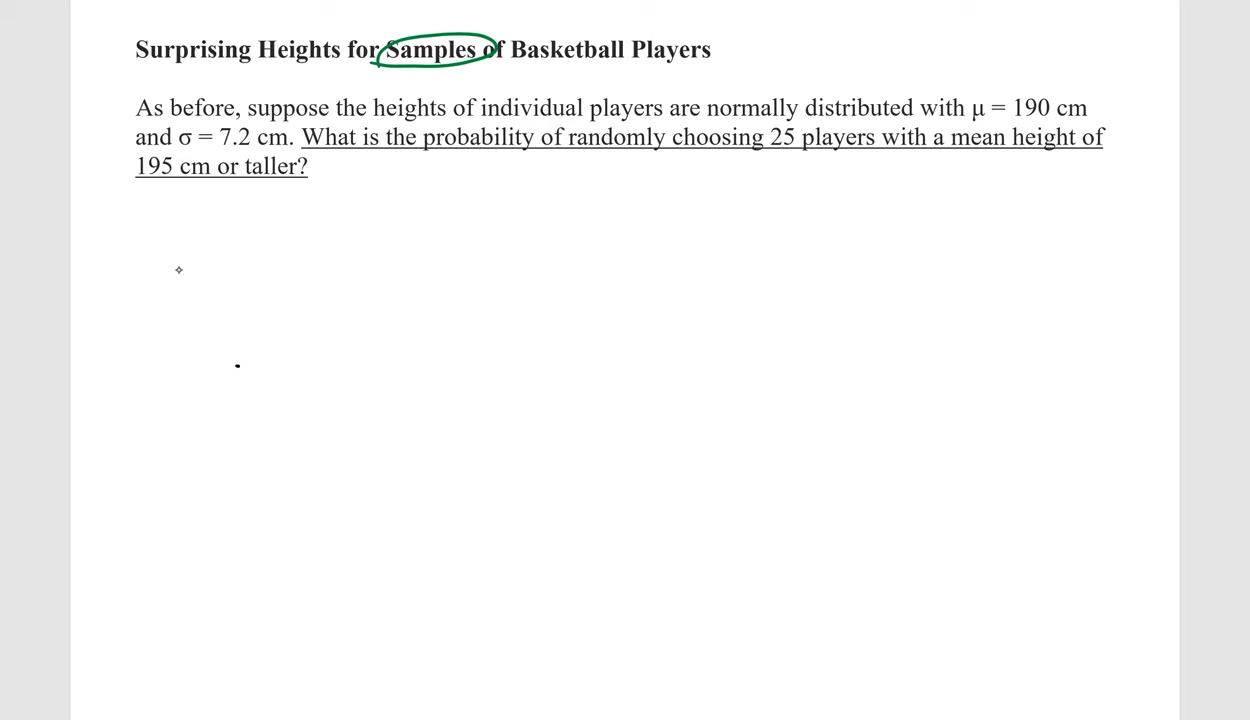 Surprising Heights for Samples of Basketball Players
As before, suppose the heights of individual players are normally distributed with μ = 190 cm
and σ = 7.2 cm. What is the probability of randomly choosing 25 players with a mean height of
195 cm or taller?